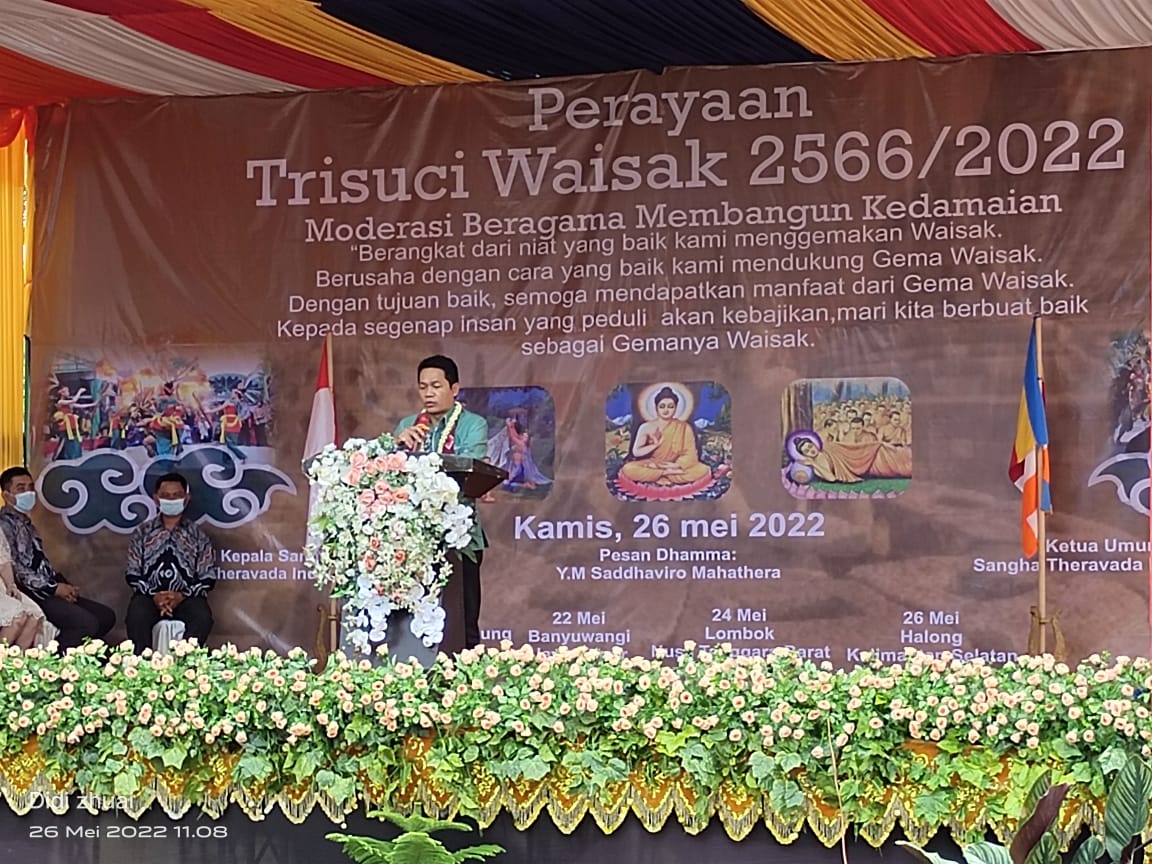 Perayaan
Trisuci Waisak 2566/2022
Moderasi Beragama Membangun Kedamaian
"Berangkat dari niat yang baik kami menggemakan Waisak.
Berusaha dengan cara yang baik kami mendukung Gema Waisak.
Dengan tujuan baik, semoga mendapatkan manfaat dari Gema Waisak.
Kepada segenap insan yang peduli akan kebajikan,mari kita berbuat baik
sebagai Gemanya Waisak."
Kamis, 26 mei 2022
Pesan Dhamma:
Y.M Saddhaviro Mahathera
Kepala
Ketua
Sangha Theravada
22 Mei
Banyuwangi
24 Mei
Lombok
26 Mei
Halong
Kalimantan Selatan
Didi zhuai
26 Mei 2022 11.08